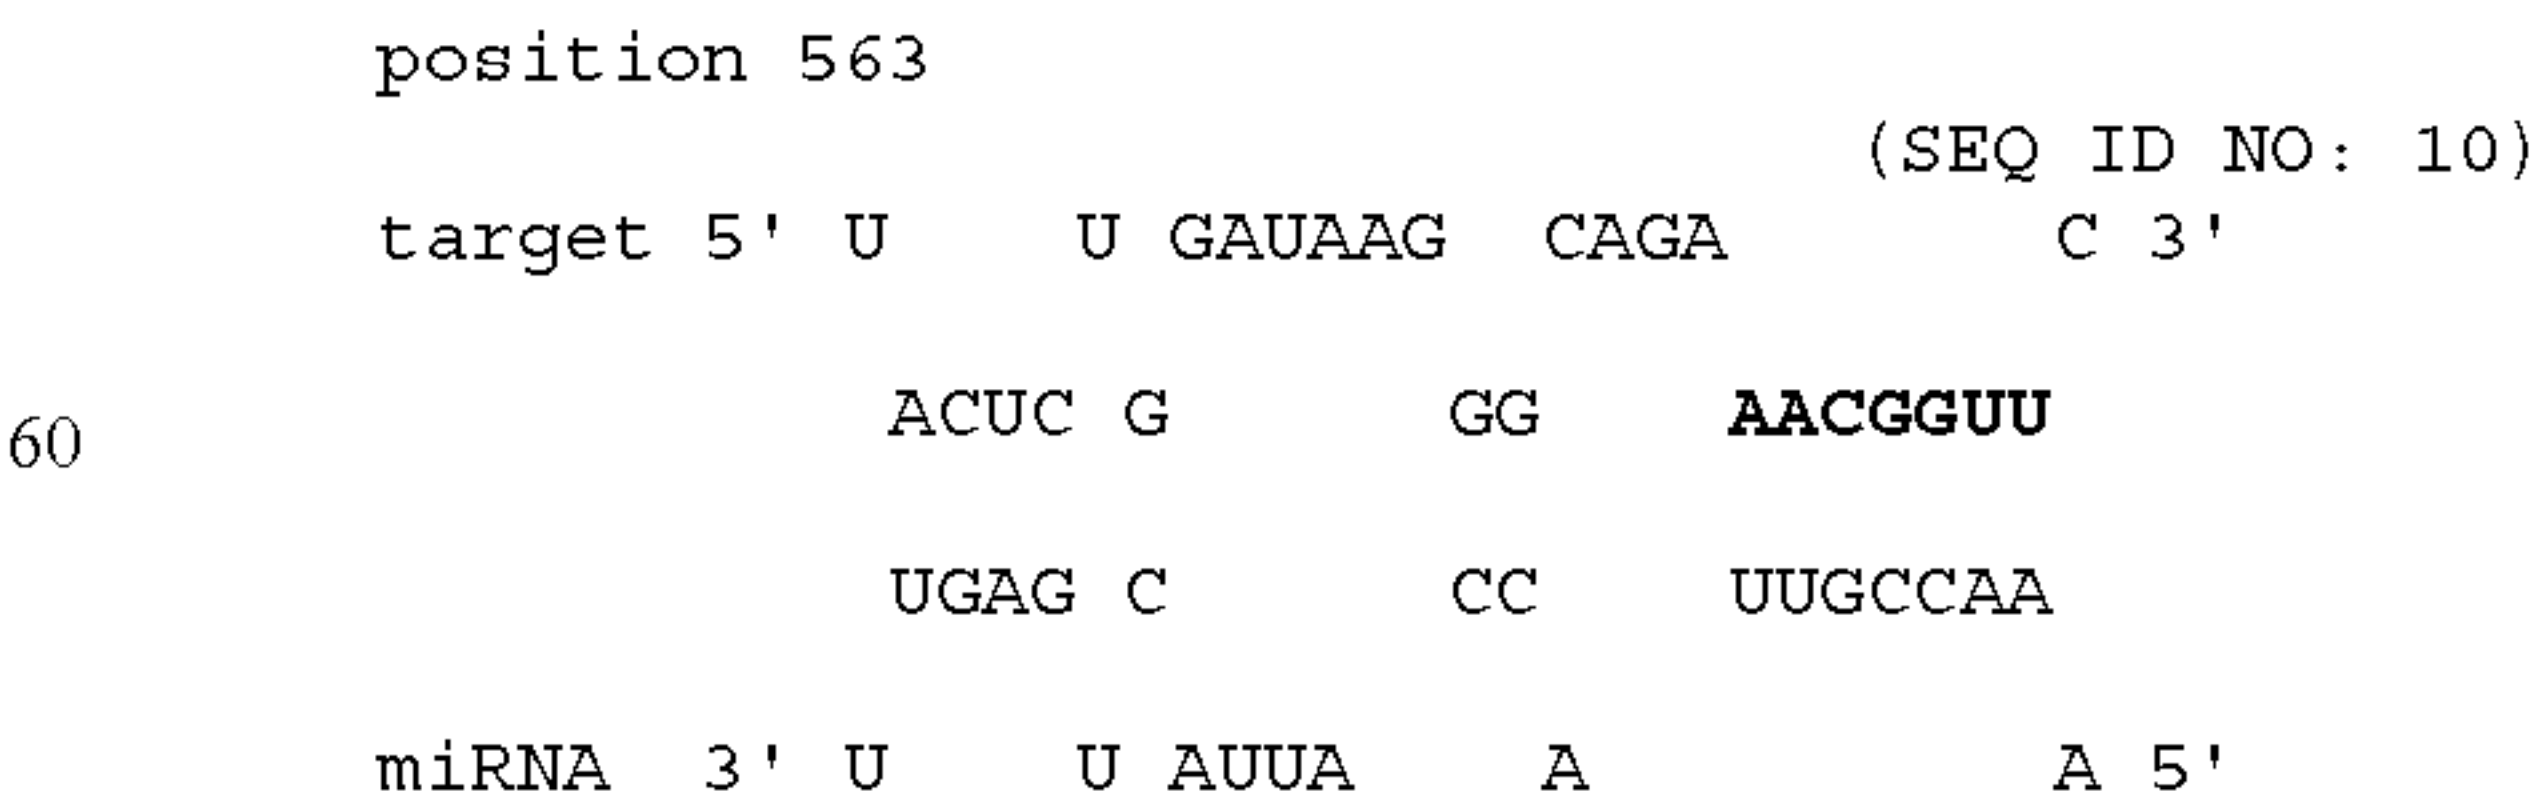 position 563
(SEQ ID NO: 10)
target 5' U    U GAUAAG  CAGA       C 3'
60 ACUC G      GG    AACGGUU
UGAG C      CC    UUGCCAA
miRNA  3' U    U AUUA    A          A 5'